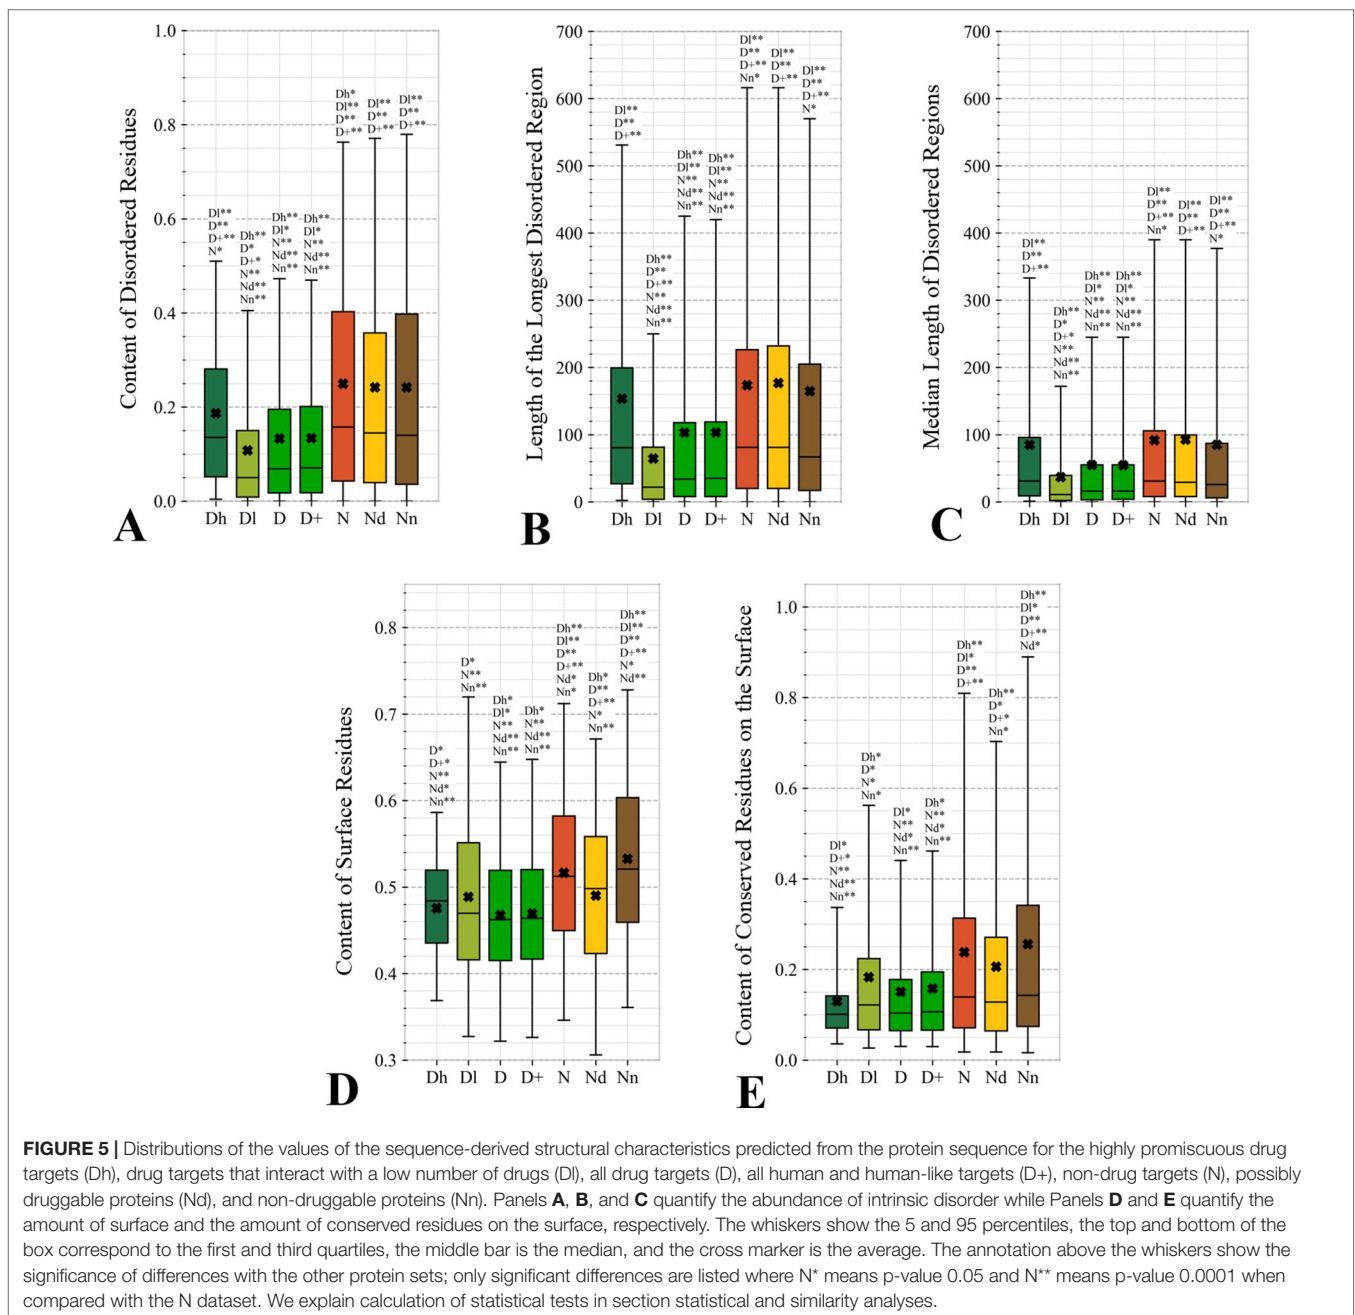 1.0
0.8
0.6
0.4
0.2
0.0
Content of Disordered Residues
Dl**
D**
D+**
N*
Dh**
D*
D+*
N**
Nd**
Nn**
Dh**
Dl*
N**
Nd**
Nn**
Dh**
Dl*
N**
Nd**
Nn**
Dh*
Dl**
D**
D+**
Dl**
D**
D+**
Dl**
D**
D+**
Dh Dl D D+ N Nd Nn
A
700
600
500
400
300
200
100
0
Length of the Longest Disordered Region
Dl**
D**
D+**
Dh**
D**
D+**
N**
Nd**
Nn**
Dh**
Dl**
N**
Nd**
Nn**
Dh**
Dl**
N**
Nd**
Nn**
Dl**
D**
D+**
Nn*
Dl**
D**
D+**
Dl**
D**
D+**
N*
Dh Dl D D+ N Nd Nn
B
700
600
500
400
300
200
100
0
Median Length of Disordered Regions
Dl**
D**
D+**
Dh**
D*
D+*
N**
Nd**
Nn**
Dh**
Dl*
N**
Nd**
Nn**
Dh**
Dl*
N**
Nd**
Nn**
Dl**
D**
D+**
Nn*
Dl**
D**
D+**
Dl**
D**
D+**
N*
Dh Dl D D+ N Nd Nn
C
0.8
0.7
0.6
0.5
0.4
0.3
Content of Surface Residues
D*
D+*
N**
Nd*
Nn**
D*
N**
Nn**
Dh*
Dl*
N**
Nd**
Nn**
Dh*
N**
Nd**
Nn**
Dh**
Dl**
D**
D+**
Nd*
Nn*
Dh*
D**
D+**
N*
Nn**
Dh**
Dl**
D**
D+**
N*
Nd**
Dh Dl D D+ N Nd Nn
D
1.0
0.8
0.6
0.4
0.2
0.0
Content of Conserved Residues on the Surface
Dl*
D+*
N**
Nd**
Nn**
Dh*
D*
N*
Nn*
Dl*
N**
Nd*
Nn**
Dh*
N**
Nd*
Nn**
Dh**
Dl*
D**
D+**
Dh**
D*
D+*
Nn*
Dh**
Dl*
D**
D+**
Nd*
Dh Dl D D+ N Nd Nn
E
FIGURE 5 | Distributions of the values of the sequence-derived structural characteristics predicted from the protein sequence for the highly promiscuous drug
targets (Dh), drug targets that interact with a low number of drugs (Dl), all drug targets (D), all human and human-like targets (D+), non-drug targets (N), possibly
druggable proteins (Nd), and non-druggable proteins (Nn). Panels A, B, and C quantify the abundance of intrinsic disorder while Panels D and E quantify the
amount of surface and the amount of conserved residues on the surface, respectively. The whiskers show the 5 and 95 percentiles, the top and bottom of the
box correspond to the first and third quartiles, the middle bar is the median, and the cross marker is the average. The annotation above the whiskers show the
significance of differences with the other protein sets; only significant differences are listed where N* means p-value 0.05 and N** means p-value 0.0001 when
compared with the N dataset. We explain calculation of statistical tests in section statistical and similarity analyses.